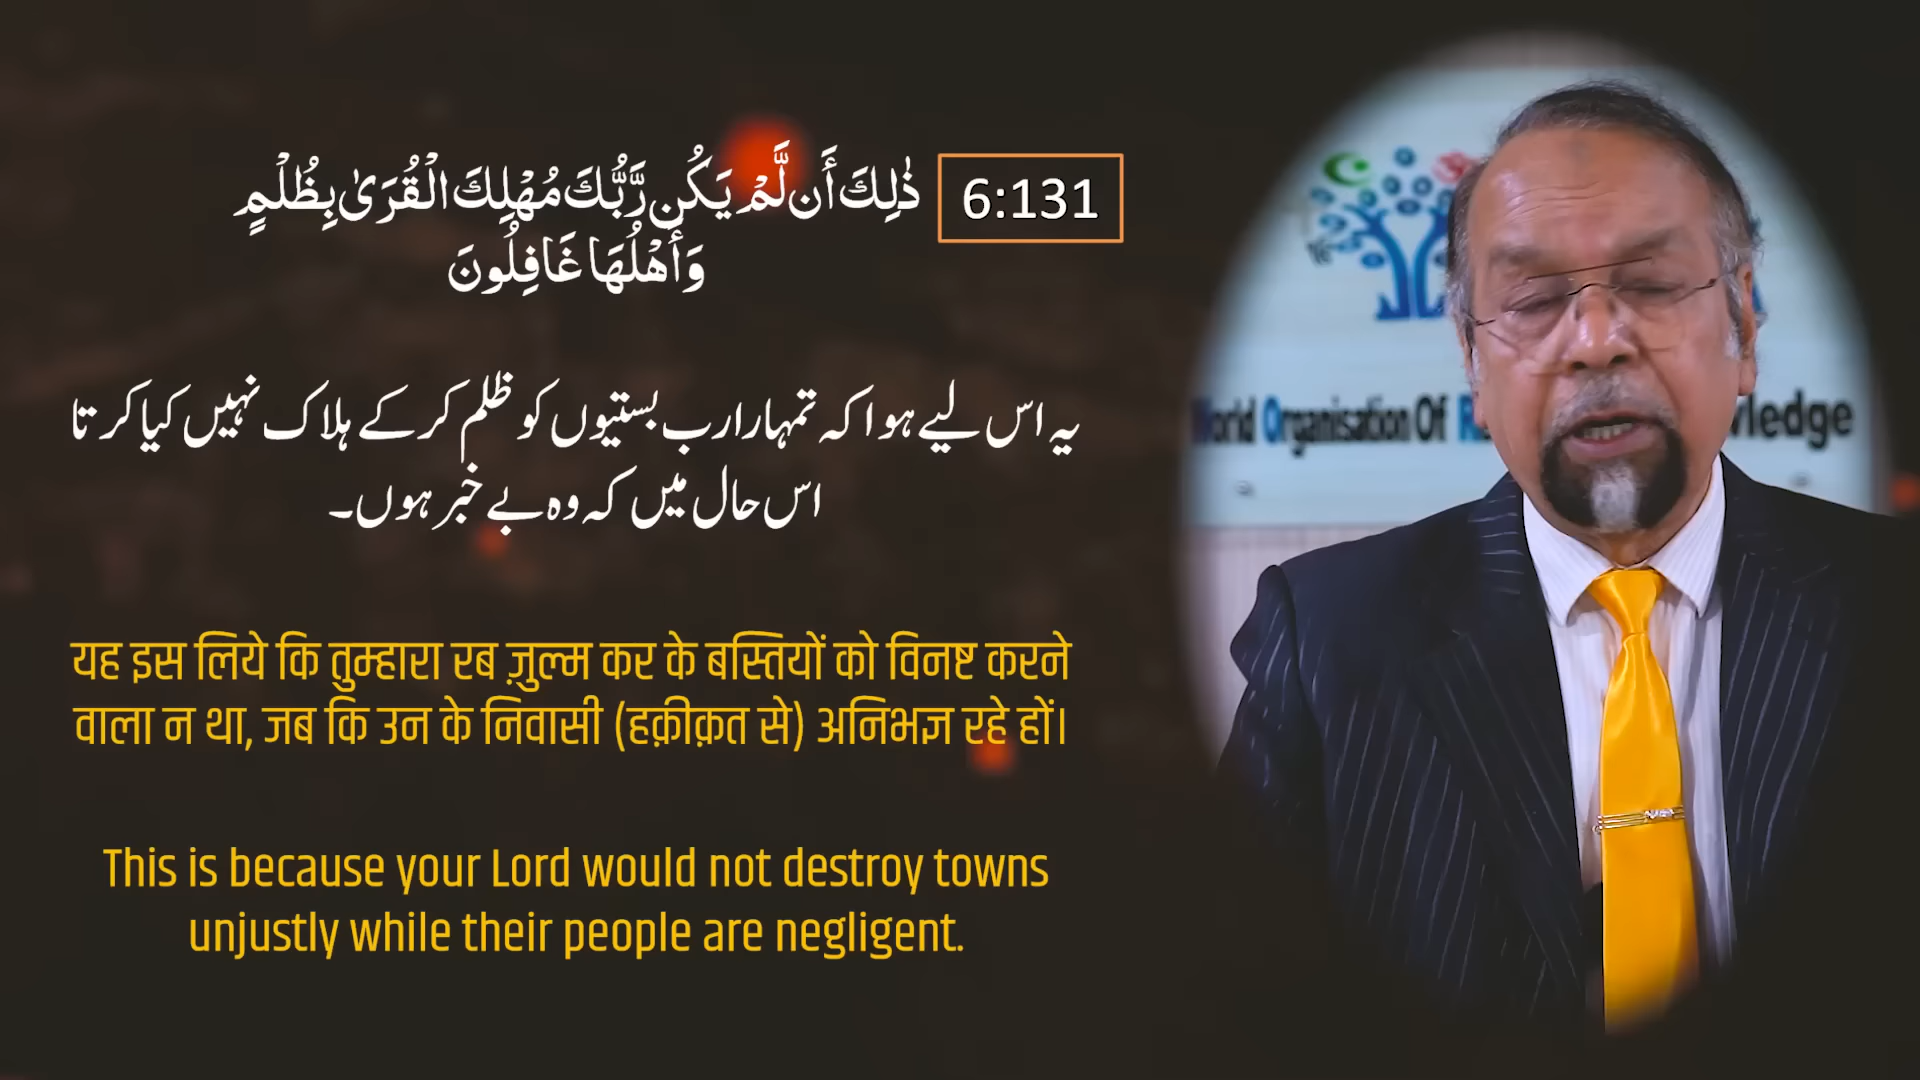 ذَٰلِكَ أَن لَّمْ يَكُن رَّبُّكَ مُهْلِكَ الْقُرَىٰ بِظُلْمٍ
6:131
وَأَهْلُهَا غَافِلُونَ
یہ اس لیے ہوا کہ تمہارا رب بستیوں کو ظلم کر کے ہلاک نہیں کیا کرتا
اس حال میں کہ وہ بے خبر ہوں۔
यह इस लिये कि तुम्हारा रब ज़ुल्म कर के बस्तियों को विनष्ट करने
वाला न था, जब कि उन के निवासी (हक़ीक़त से) अनिभज्ञ रहे हों।
This is because your Lord would not destroy towns
unjustly while their people are negligent.
World Organisation Of